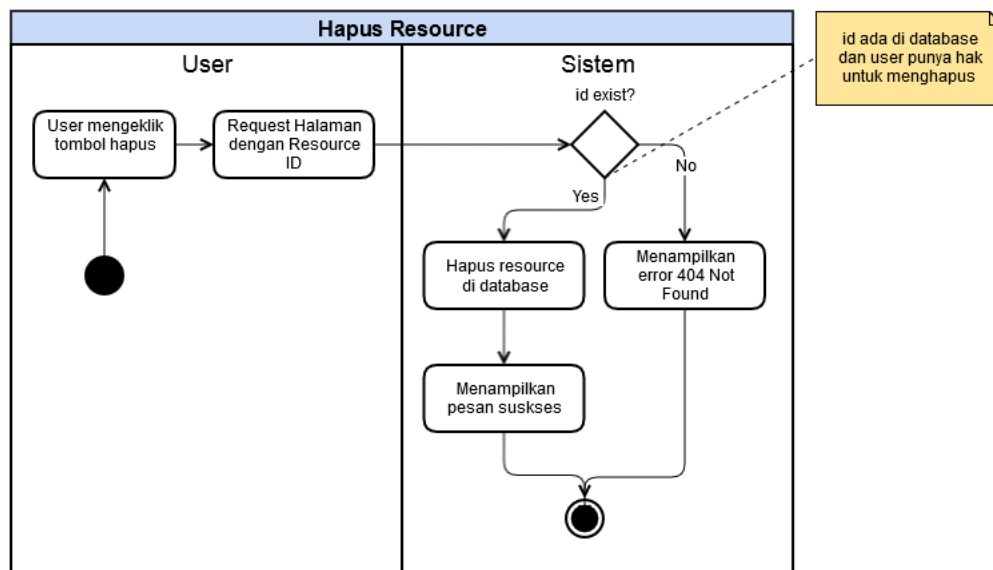 Hapus Resource
User
Sistem
id ada di database
dan user punya hak
untuk menghapus
id exist?
User mengeklik
tombol hapus
Request Halaman
dengan Resource
ID
No
Yes
Hapus resource
di database
Menampilkan
error 404 Not
Found
Menampilkan
pesan suskses